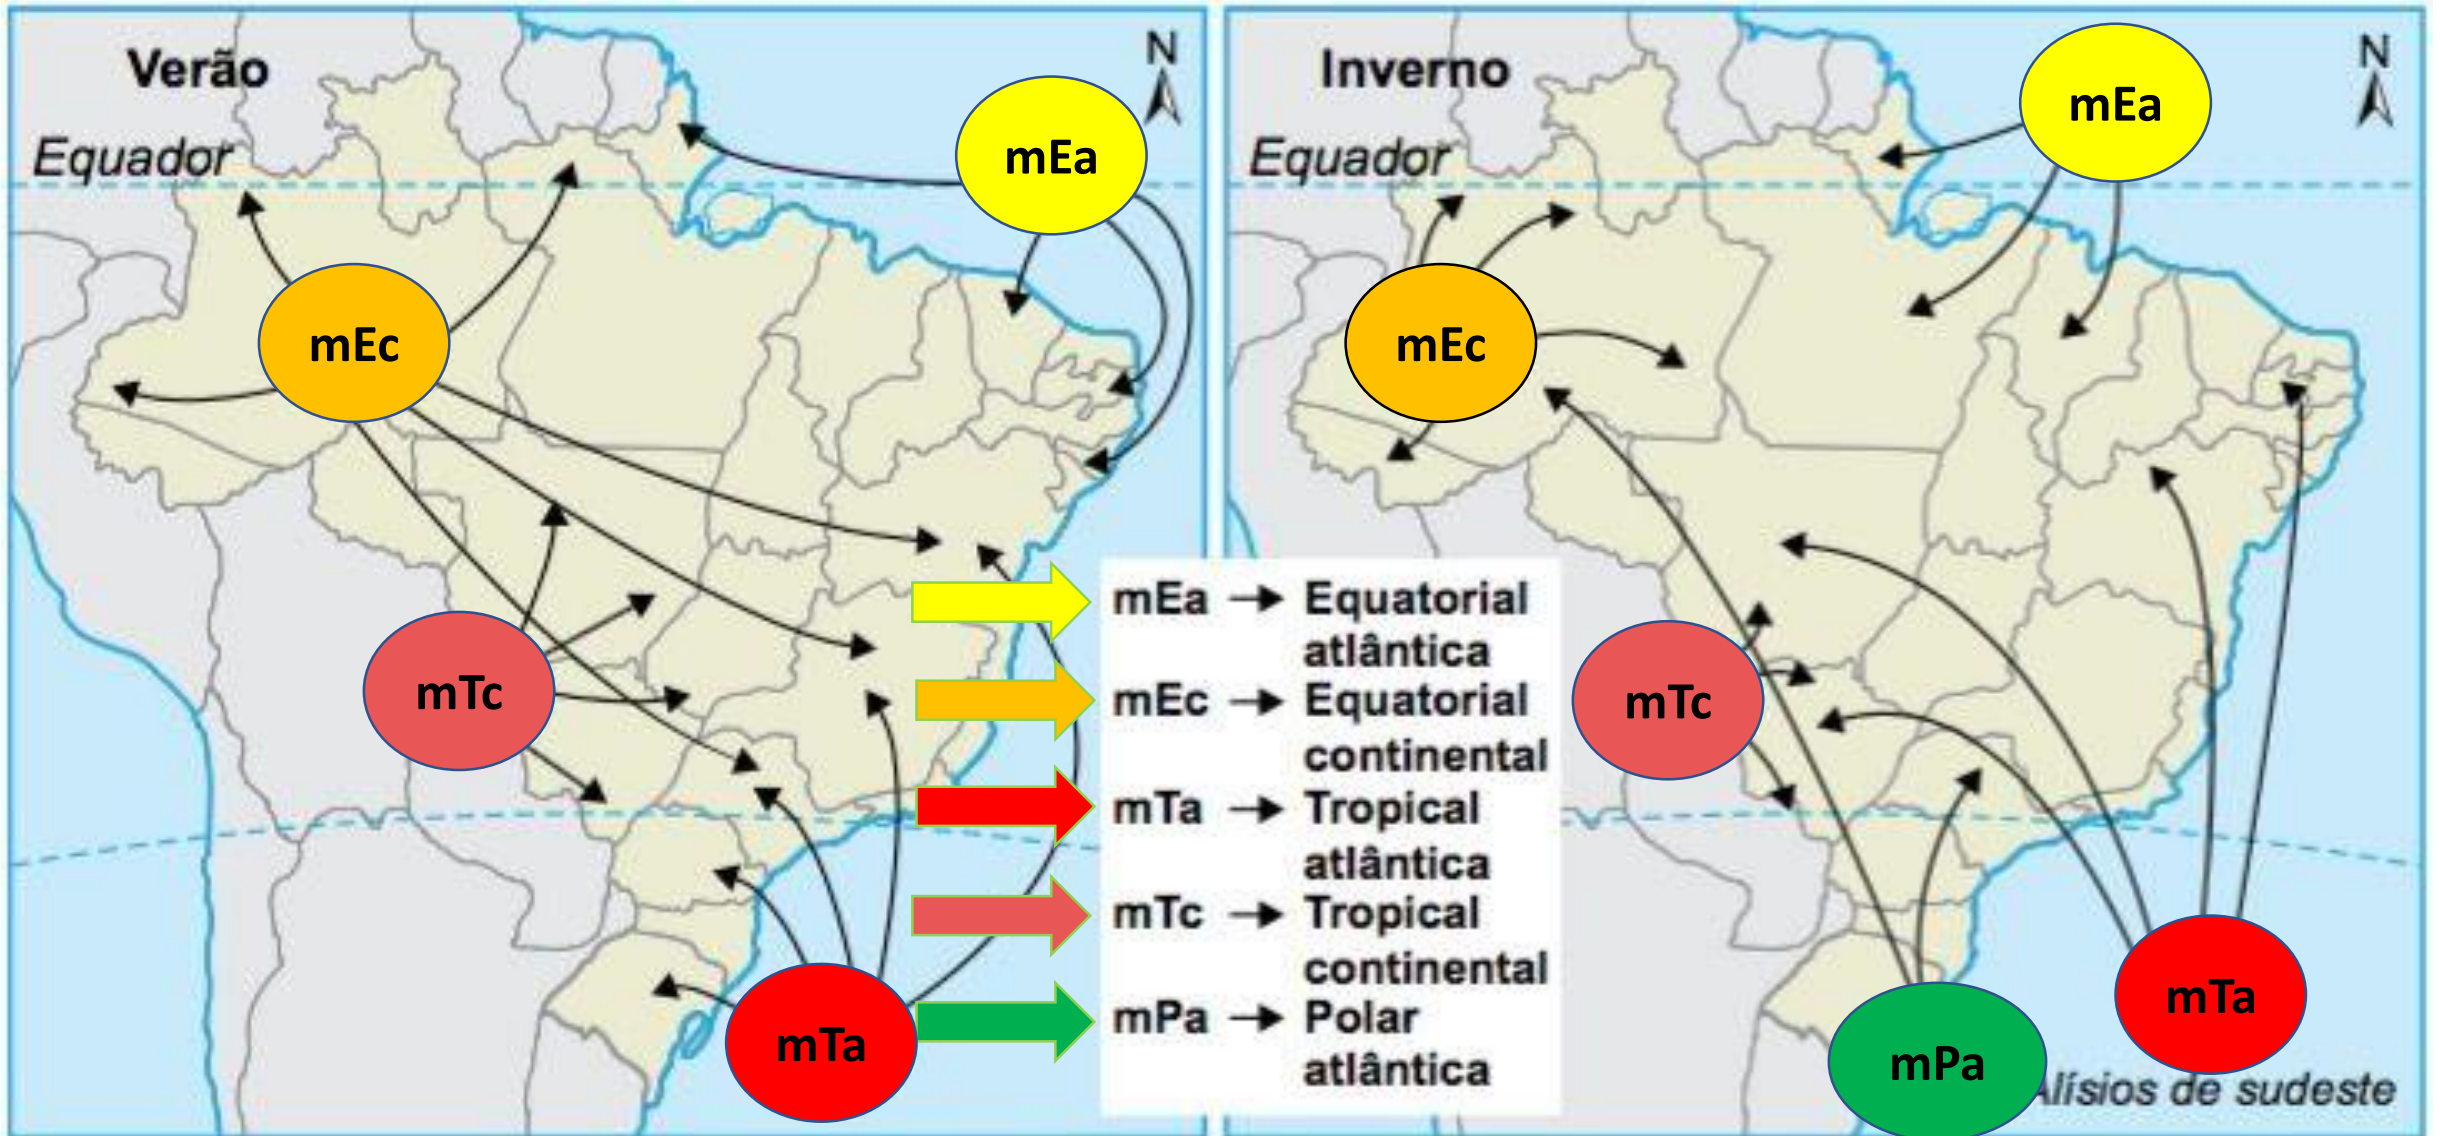 Verão
N
Equador
mEa
mEc
mTc
mTa
Inverno
N
Equador
mEa
mEc
mTc
mTa
mPa
Alísios de sudeste
mEa → Equatorial
atlântica
mEc → Equatorial
continental
mTa → Tropical
atlântica
mTc → Tropical
continental
mPa → Polar
atlântica